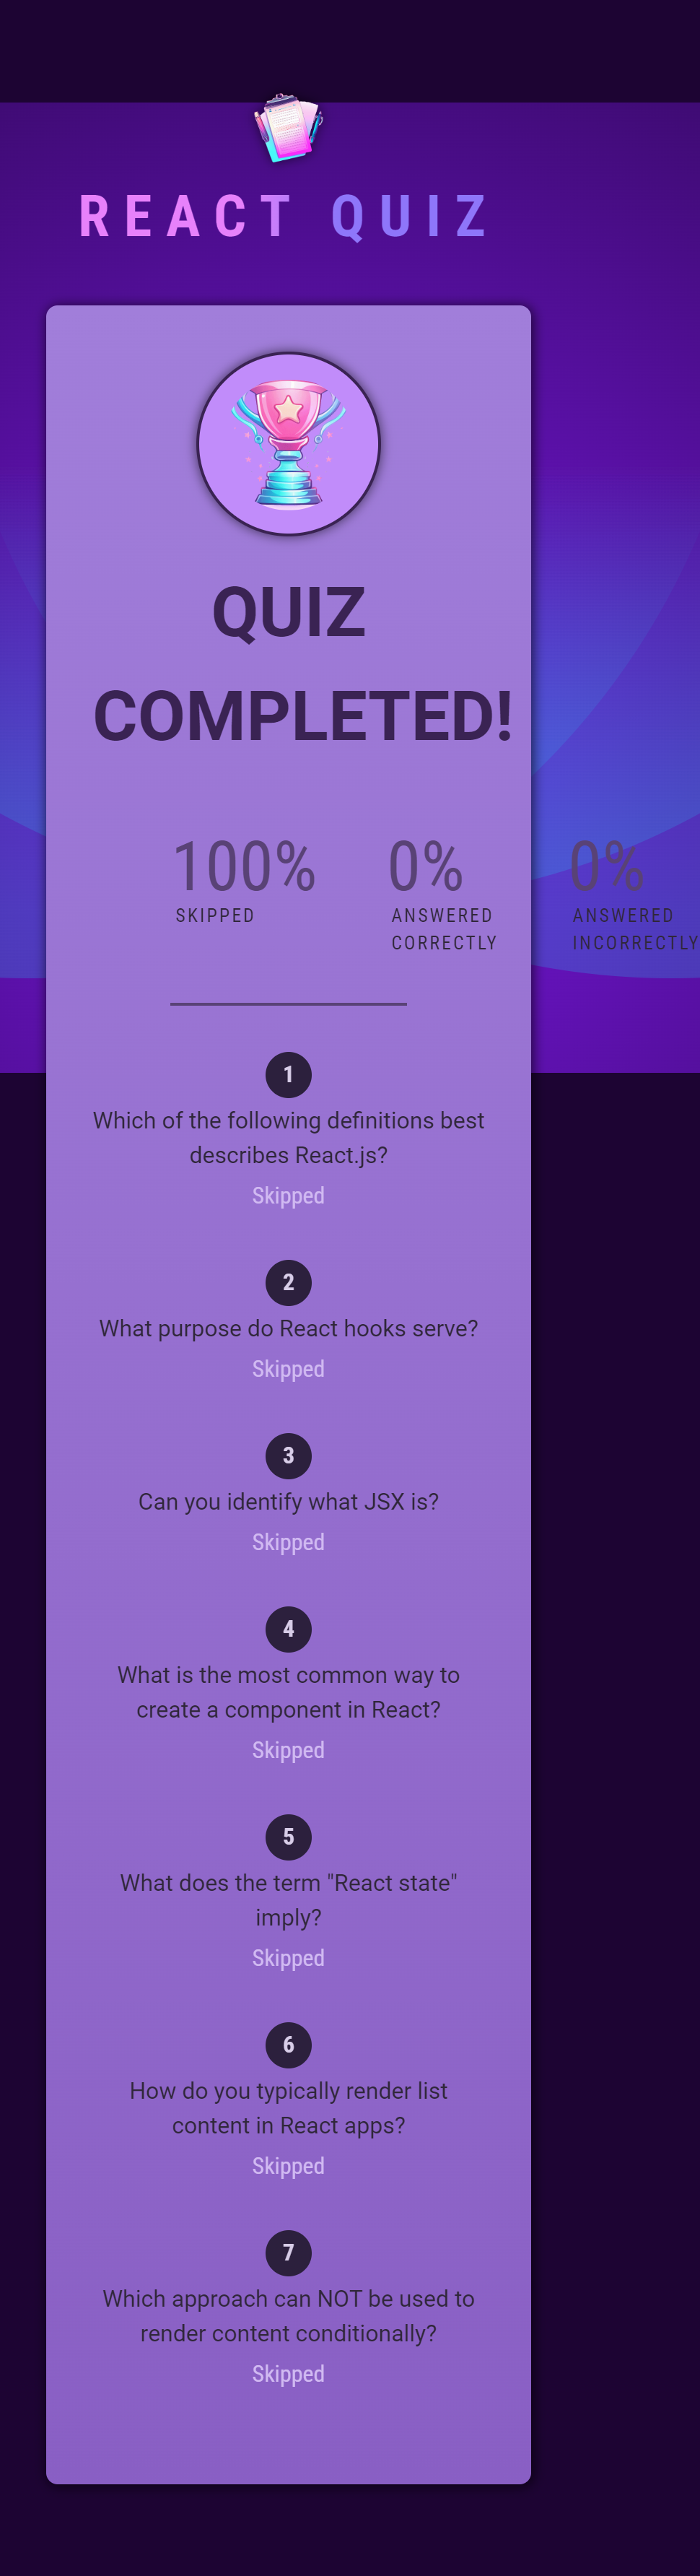 REACT QUIZ
QUIZ
COMPLETED!
100% 0% 0%
SKIPPED ANSWERED ANSWERED
CORRECTLY INCORRECTLY
1
Which of the following definitions best
describes React.js?
Skipped
2
What purpose do React hooks serve?
Skipped
3
Can you identify what JSX is?
Skipped
4
What is the most common way to
create a component in React?
Skipped
5
What does the term "React state"
imply?
Skipped
6
How do you typically render list
content in React apps?
Skipped
7
Which approach can NOT be used to
render content conditionally?
Skipped